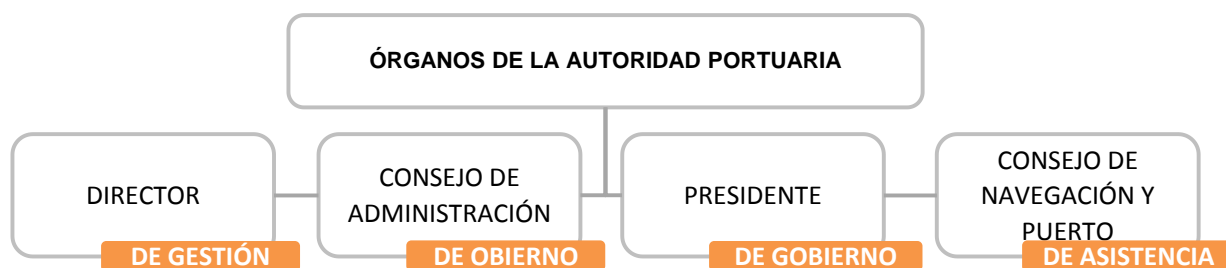 ÓRGANOS DE LA AUTORIDAD PORTUARIA
DIRECTOR
DE GESTIÓN
CONSEJO DE
ADMINISTRACIÓN
DE OBIERNO
PRESIDENTE
DE GOBIERNO
CONSEJO DE
NAVEGACIÓN Y
PUERTO
DE ASISTENCIA